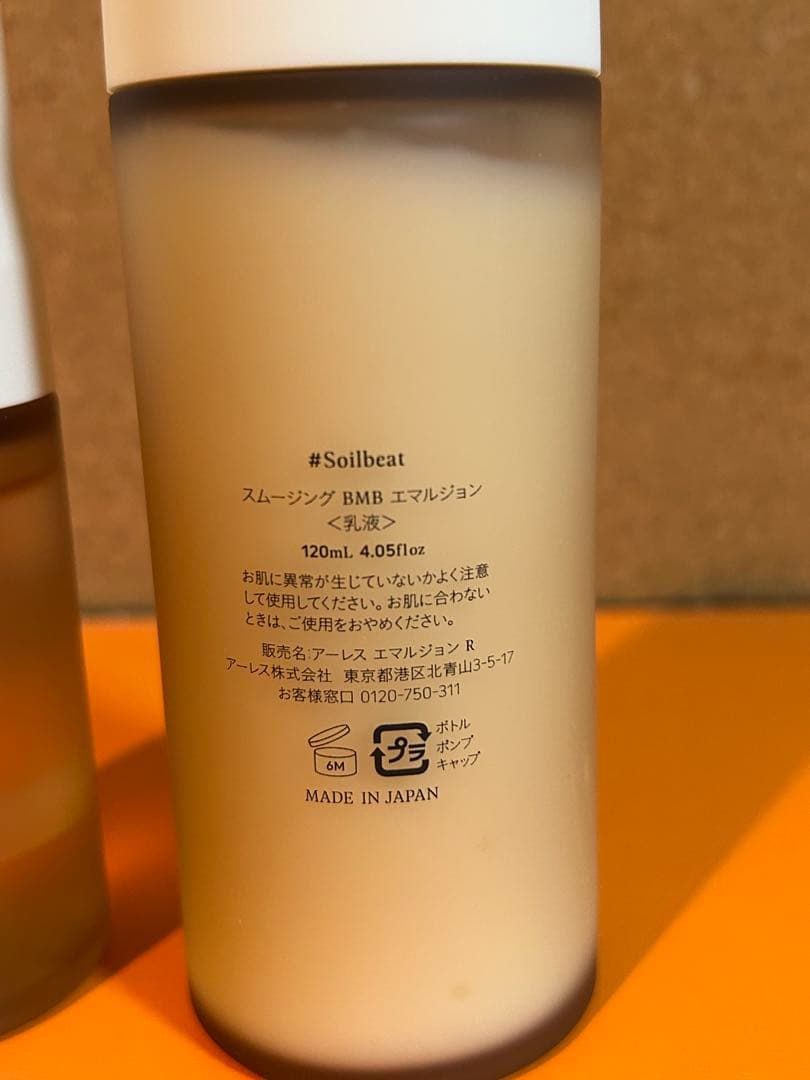 #Soilbeat
スムージング BMB エマルジョン
＜乳液＞
120mL 4.05floz
お肌に異常が生じていないかよく注意
して使用してください。お肌に合わない
ときは、ご使用をおやめください。
販売名:アーレス エマルジョン R
アーレス株式会社 東京都港区北青山3-5-17
お客様窓口 0120-750-311
6M
プラ
ボトル
ポンプ
キャップ
MADE IN JAPAN